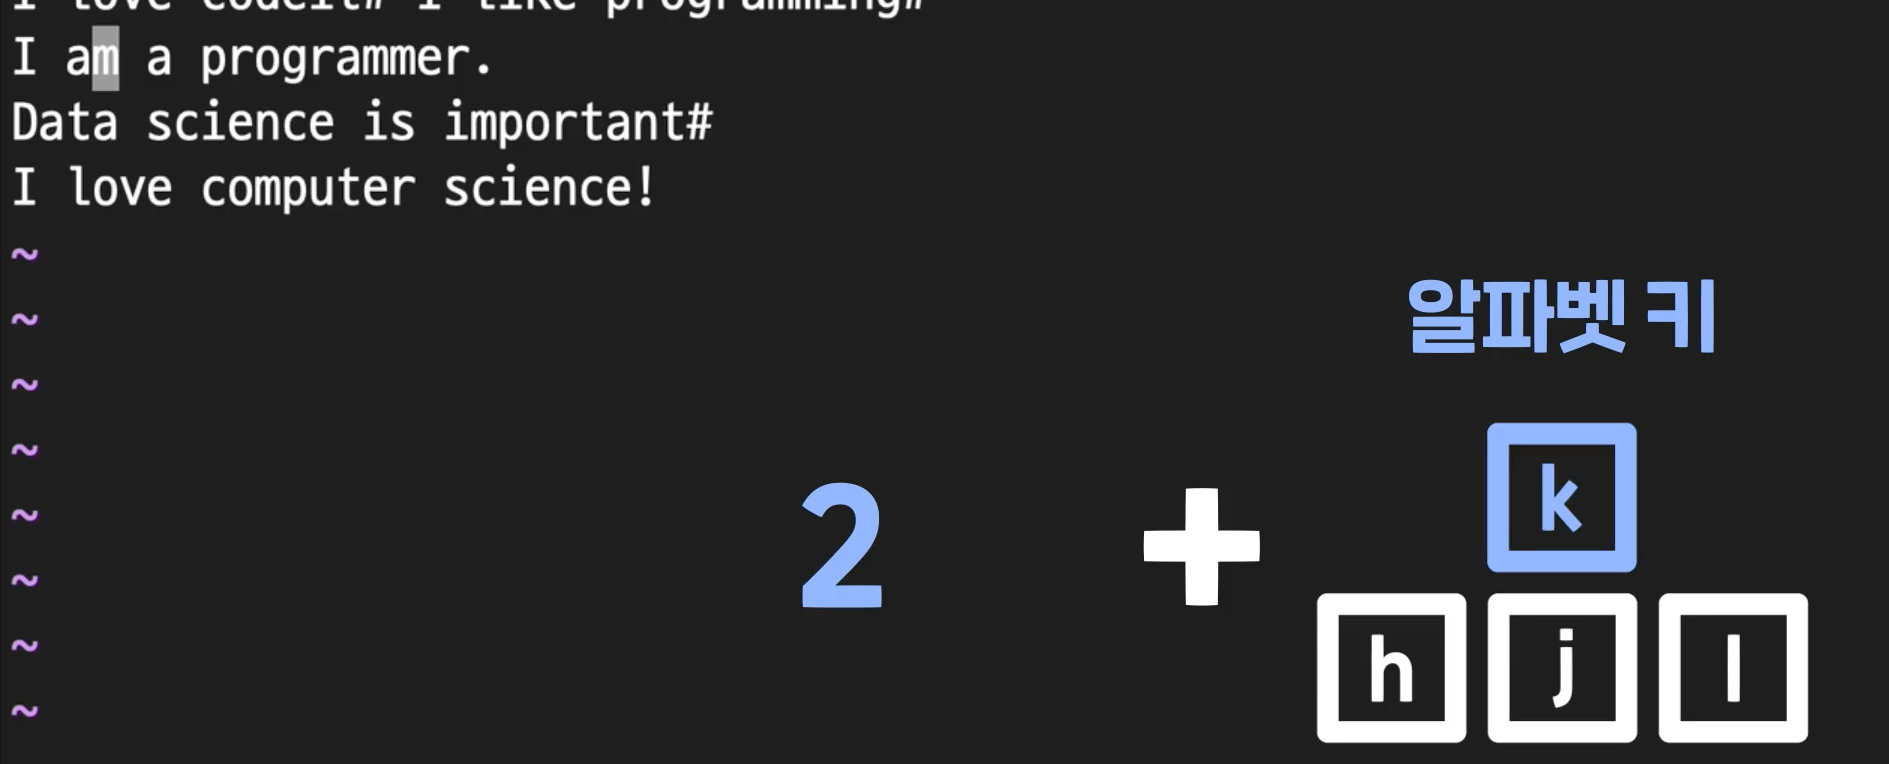 I love codeit# I like programming#
I am a programmer.
Data science is important#
I love computer science!
~
~
~
~
~
~
~
~
알파벳 키
k
2 +
h j l